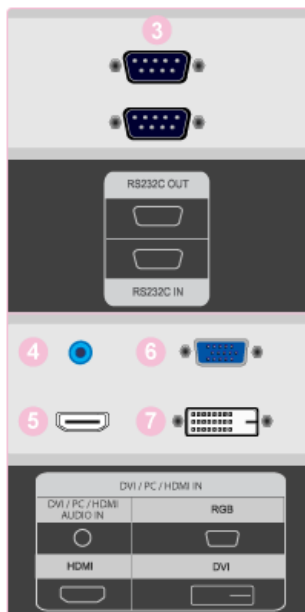 3
RS232C OUT
RS232C IN
4
6
5
7
DVI / PC / HDMI IN
DVI / PC / HDMI
AUDIO IN
RGB
HDMI
DVI